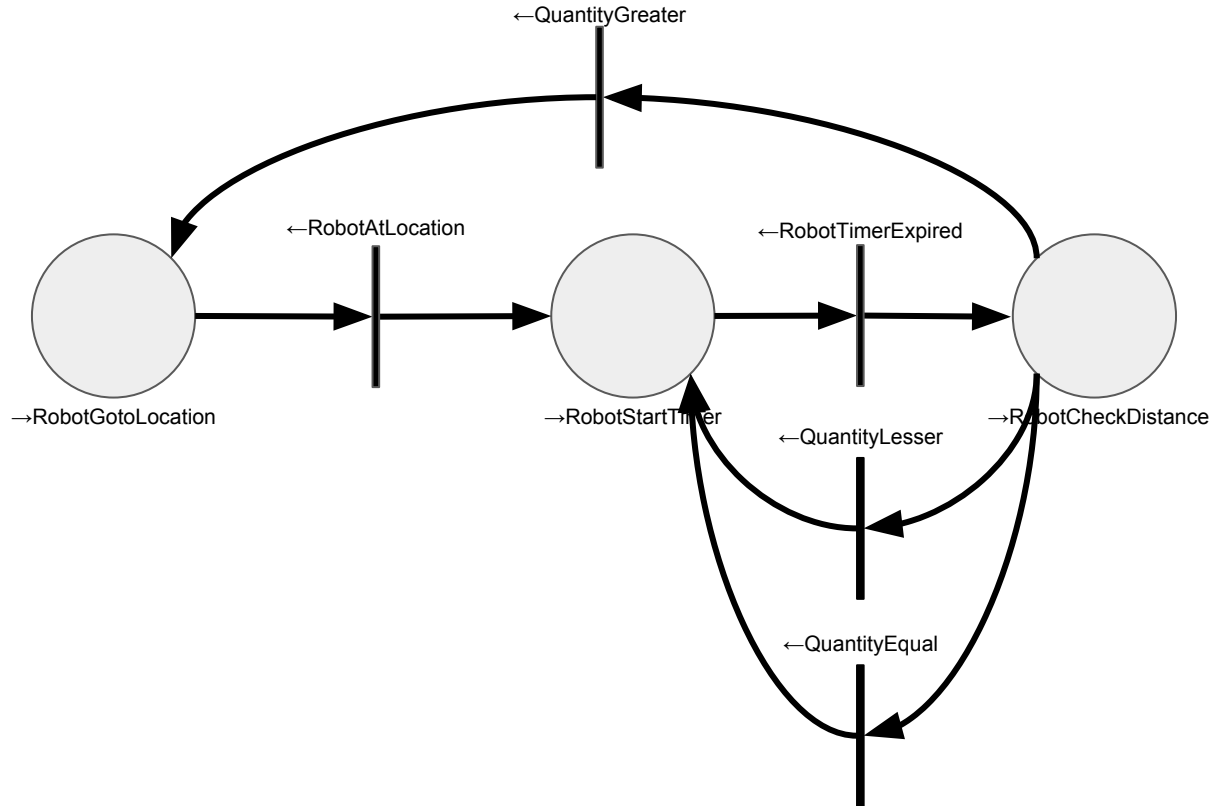 ←QuantityGreater
←RobotAtLocation
←RobotTimerExpired
→RobotGotoLocation
→RobotStartTimer
→RobotCheckDistance
←QuantityLesser
←QuantityEqual